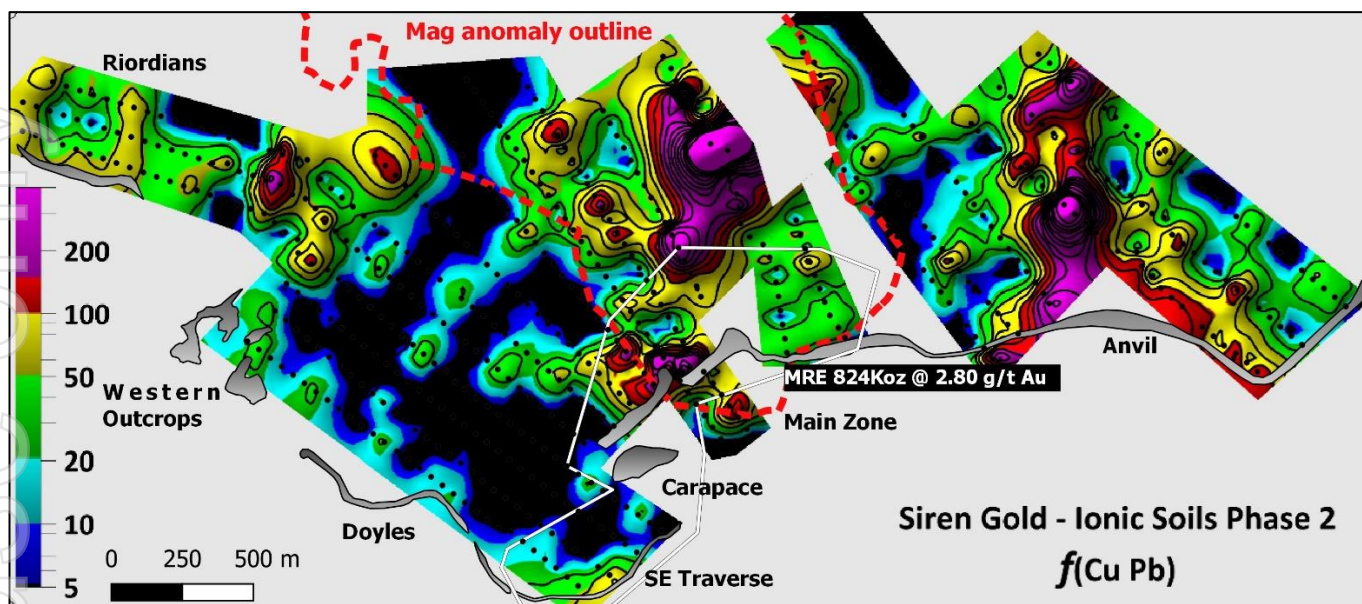 Mag anomaly outline
Riordians
200
100
50
20
10
5
Western
Outcrops
Anvil
MRE 824Koz @ 2.80 g/t Au
Main Zone
Carapace
Doyles
SE Traverse
0 250 500 m
Siren Gold - Ionic Soils Phase 2
f(Cu Pb)